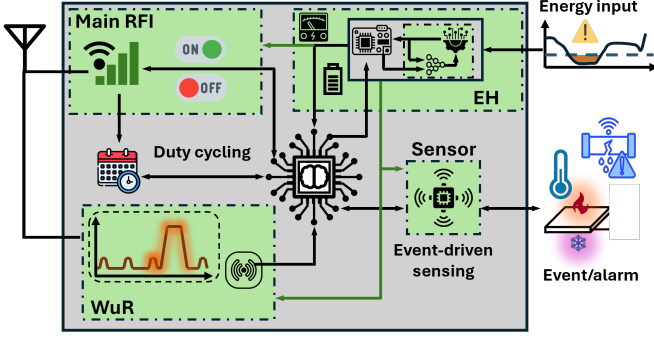 Main RFI
ON
OFF
EH
Energy input
Duty cycling
Sensor
Event-driven
sensing
WuR
Event/alarm